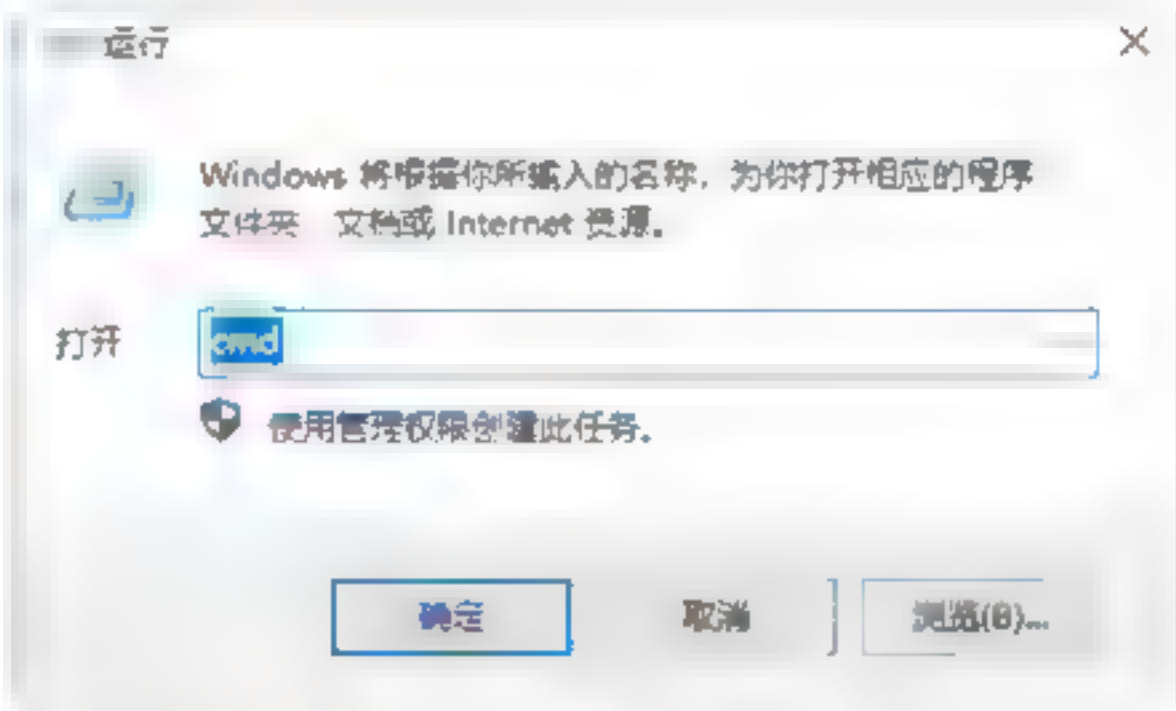 运行
Windows 将根据你所输入的名称，为你打开相应的程序
文件夹 文档或 Internet 资源。
打开
cmd
使用管理权限创建此任务。
确定
取消
浏览(B)...